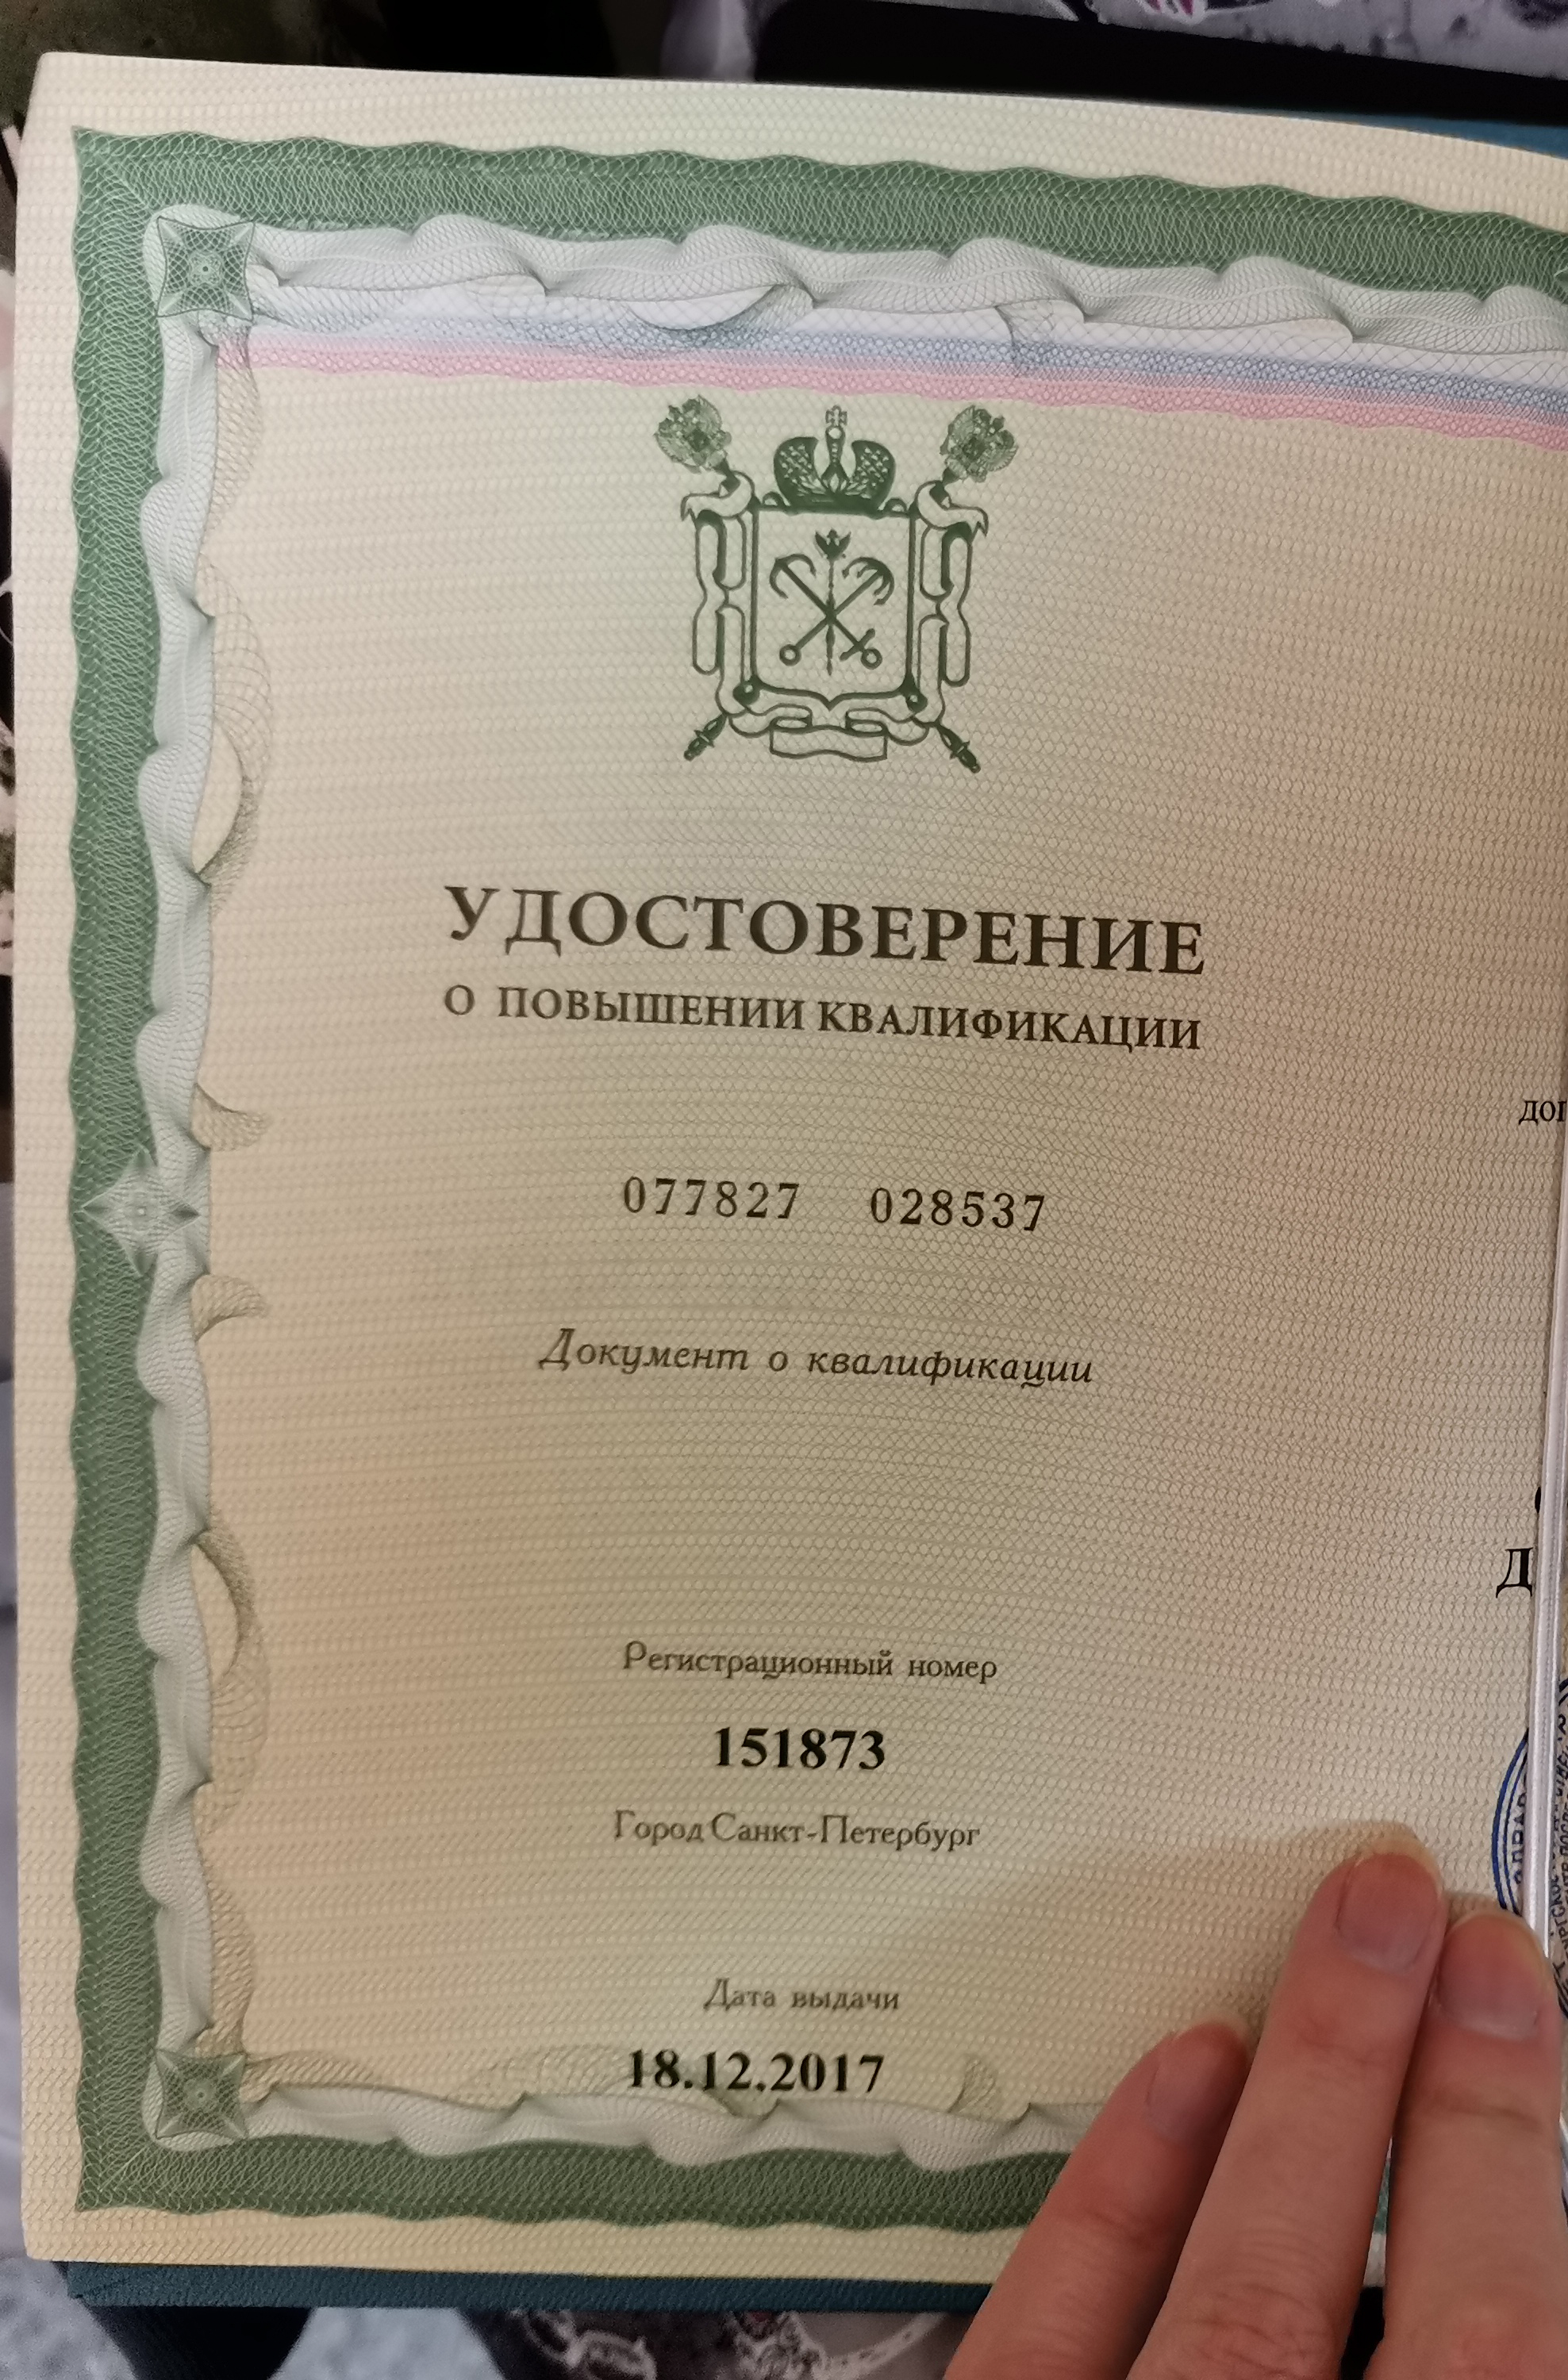 УДОСТОВЕРЕНИЕ
О ПОВЫШЕНИИ КВАЛИФИКАЦИИ
077827 028537
Документ о квалификации
Регистрационный номер
151873
Город Санкт-Петербург
Дата выдачи
18.12.2017